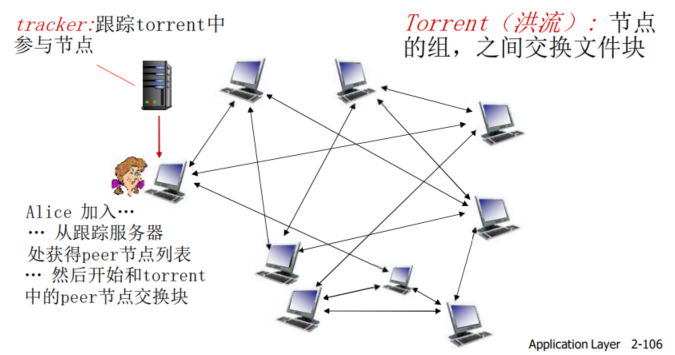 tracker:跟踪torrent中
参与节点
Torrent（洪流）: 节点
的组，之间交换文件块
Alice 加入…
… 从跟踪服务器
处获得peer节点列表
… 然后开始和torrent
中的peer节点交换块
Application Layer 2-106